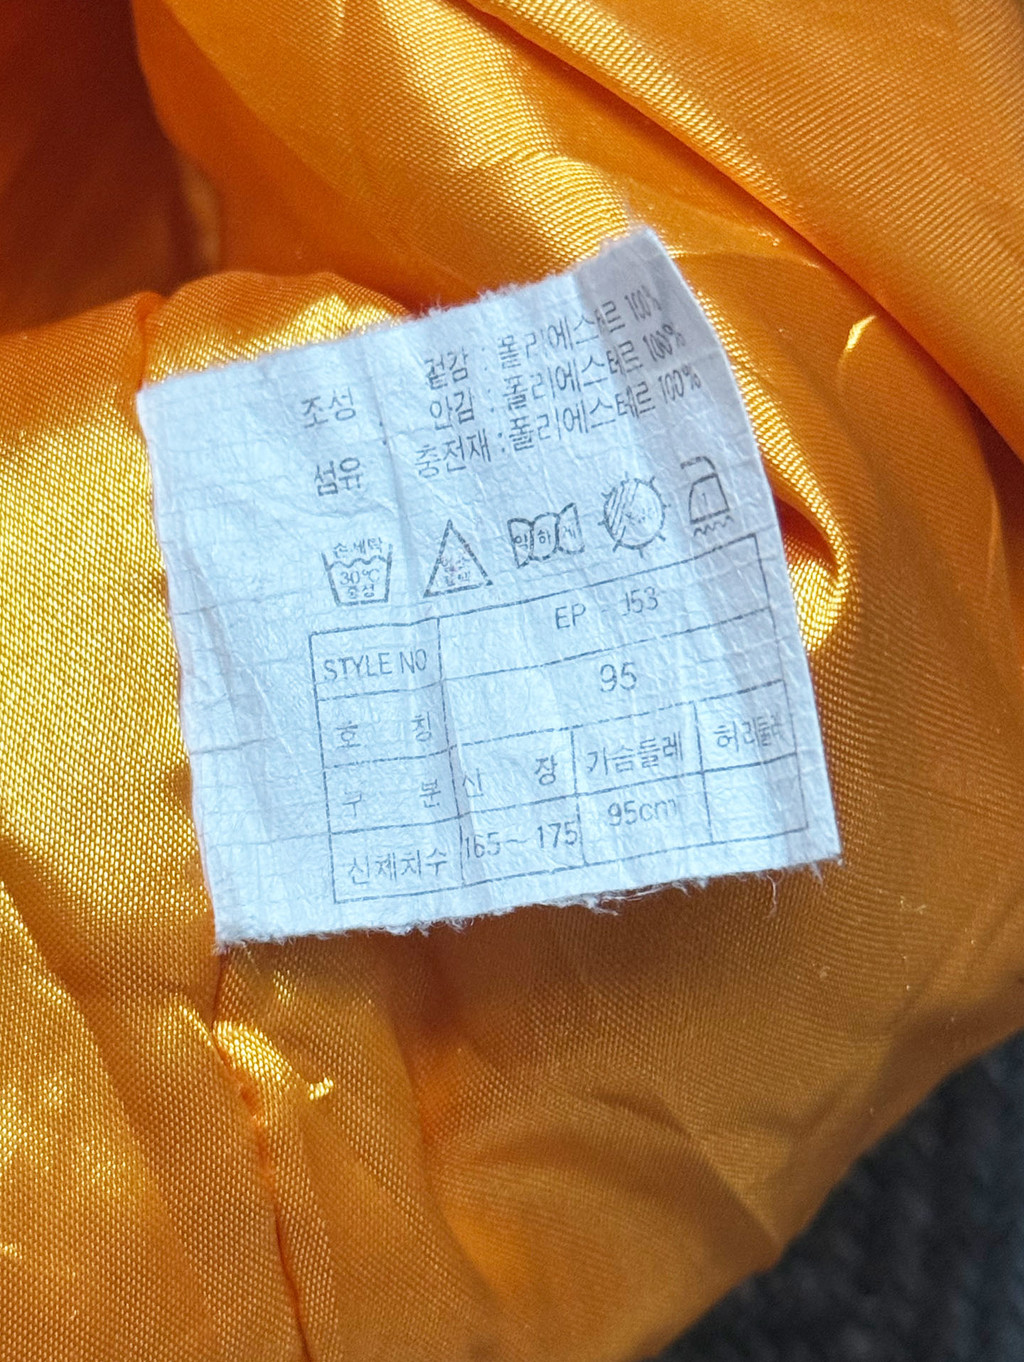 조성 겉감 : 폴리에스테르 100%
안감 : 폴리에스테르 100%
섬유 충전재 : 폴리에스테르 100%
손세탁
30℃
중성
약하게
STYLE NO EP J53
호 칭 95
부 분 신 장 가슴둘레 허리둘레
신체치수 165~175 95cm